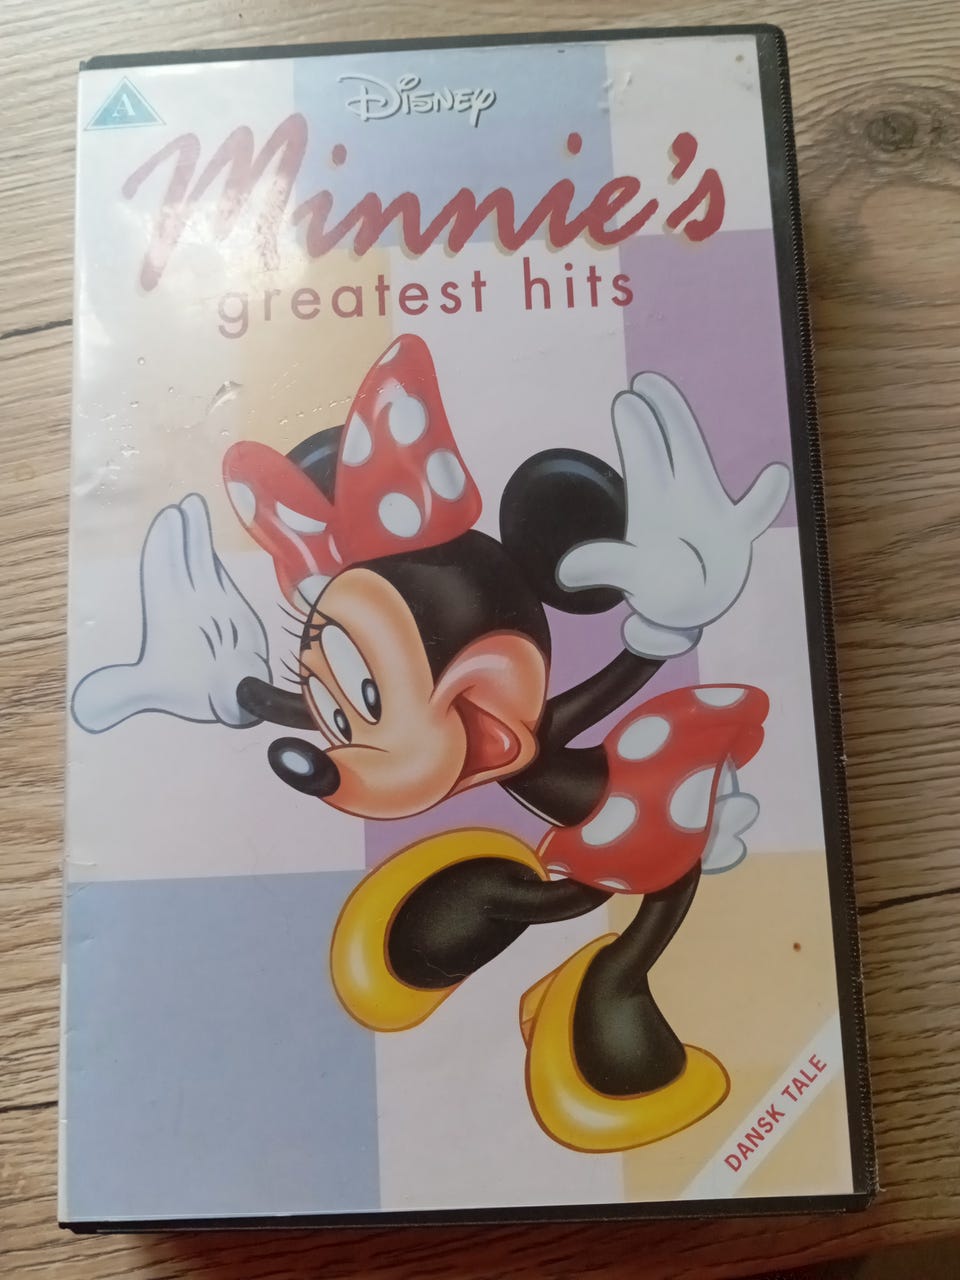 A
Disney
Minnie's
greatest hits
DANSK TALE